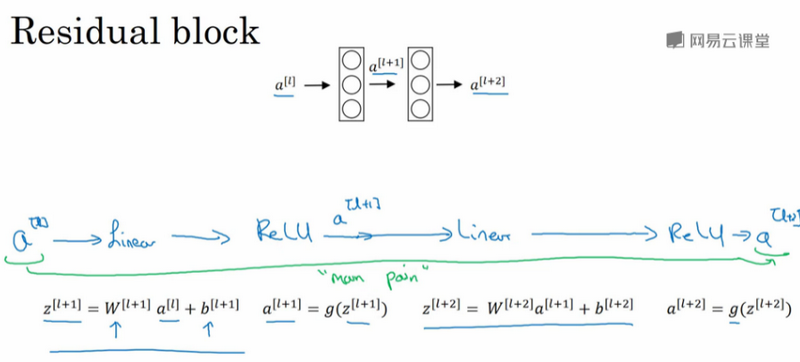 Residual block
网易云课堂
a[l] → a[l+1] → a[l+2]
a[l] → Linear → ReLU a[l+1] → Linear → ReLU → a[l+2]
"main path"
z[l+1] = W[l+1] a[l] + b[l+1] a[l+1] = g(z[l+1]) z[l+2] = W[l+2]a[l+1] + b[l+2] a[l+2] = g(z[l+2])